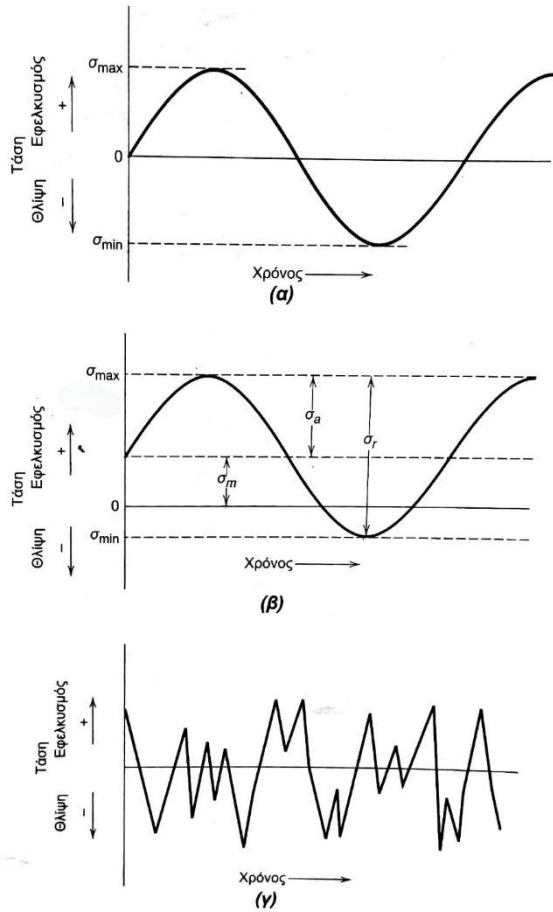 σmax
Τάση
Εφελκυσμός
+
0
Θλίψη
−
σmin
Χρόνος
(α)
σmax
σa
σr
Τάση
Εφελκυσμός
+
σm
0
Θλίψη
−
σmin
Χρόνος
(β)
Τάση
Εφελκυσμός
+
Θλίψη
−
Χρόνος
(γ)